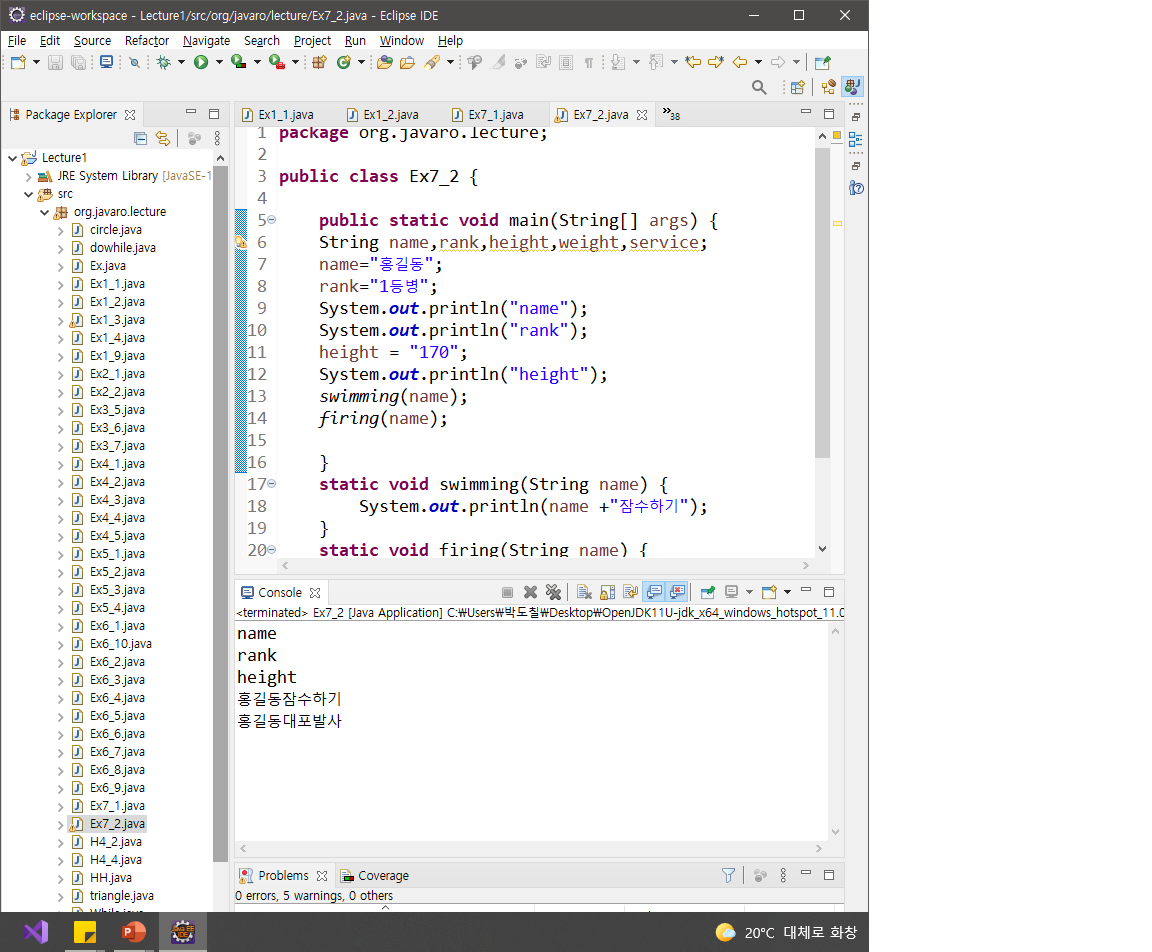 eclipse-workspace - Lecture1/src/org/javaro/lecture/Ex7_2.java - Eclipse IDE
File Edit Source Refactor Navigate Search Project Run Window Help
Package Explorer
Lecture1
JRE System Library [JavaSE-1
src
org.javaro.lecture
circle.java
dowhile.java
Ex.java
Ex1_1.java
Ex1_2.java
Ex1_3.java
Ex1_4.java
Ex1_9.java
Ex2_1.java
Ex2_2.java
Ex3_5.java
Ex3_6.java
Ex3_7.java
Ex4_1.java
Ex4_2.java
Ex4_3.java
Ex4_4.java
Ex4_5.java
Ex5_1.java
Ex5_2.java
Ex5_3.java
Ex5_4.java
Ex6_1.java
Ex6_10.java
Ex6_2.java
Ex6_3.java
Ex6_4.java
Ex6_5.java
Ex6_6.java
Ex6_7.java
Ex6_8.java
Ex6_9.java
Ex7_1.java
Ex7_2.java
H4_2.java
H4_4.java
HH.java
triangle.java
While.java
Ex1_1.java Ex1_2.java Ex7_1.java Ex7_2.java »38
1 package org.javaro.lecture;
2
3 public class Ex7_2 {
4
5 public static void main(String[] args) {
6 String name,rank,height,weight,service;
7 name="홍길동";
8 rank="1등병";
9 System.out.println("name");
10 System.out.println("rank");
11 height = "170";
12 System.out.println("height");
13 swimming(name);
14 firing(name);
15
16 }
17 static void swimming(String name) {
18 System.out.println(name +"잠수하기");
19 }
20 static void firing(String name) {
Console
<terminated> Ex7_2 [Java Application] C:₩Users₩박도칠₩Desktop₩OpenJDK11U-jdk_x64_windows_hotspot_11.0
name
rank
height
홍길동잠수하기
홍길동대포발사
Problems Coverage
0 errors, 5 warnings, 0 others
20°C 대체로 화창